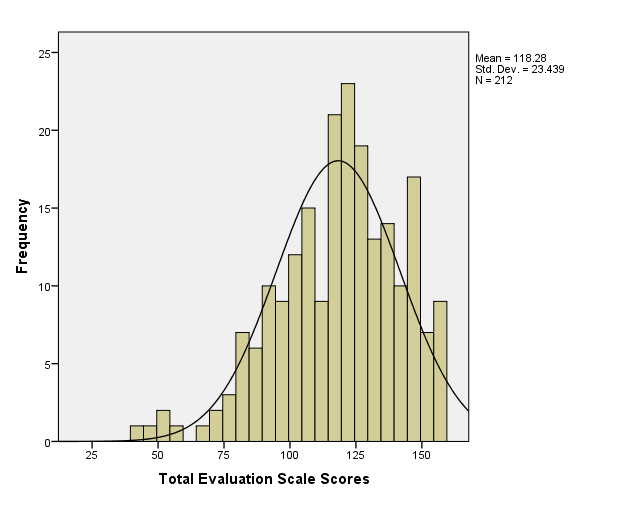 Mean = 118.28
Std. Dev. = 23.439
N = 212
25
20
15
10
5
0
Frequency
25 50 75 100 125 150
Total Evaluation Scale Scores